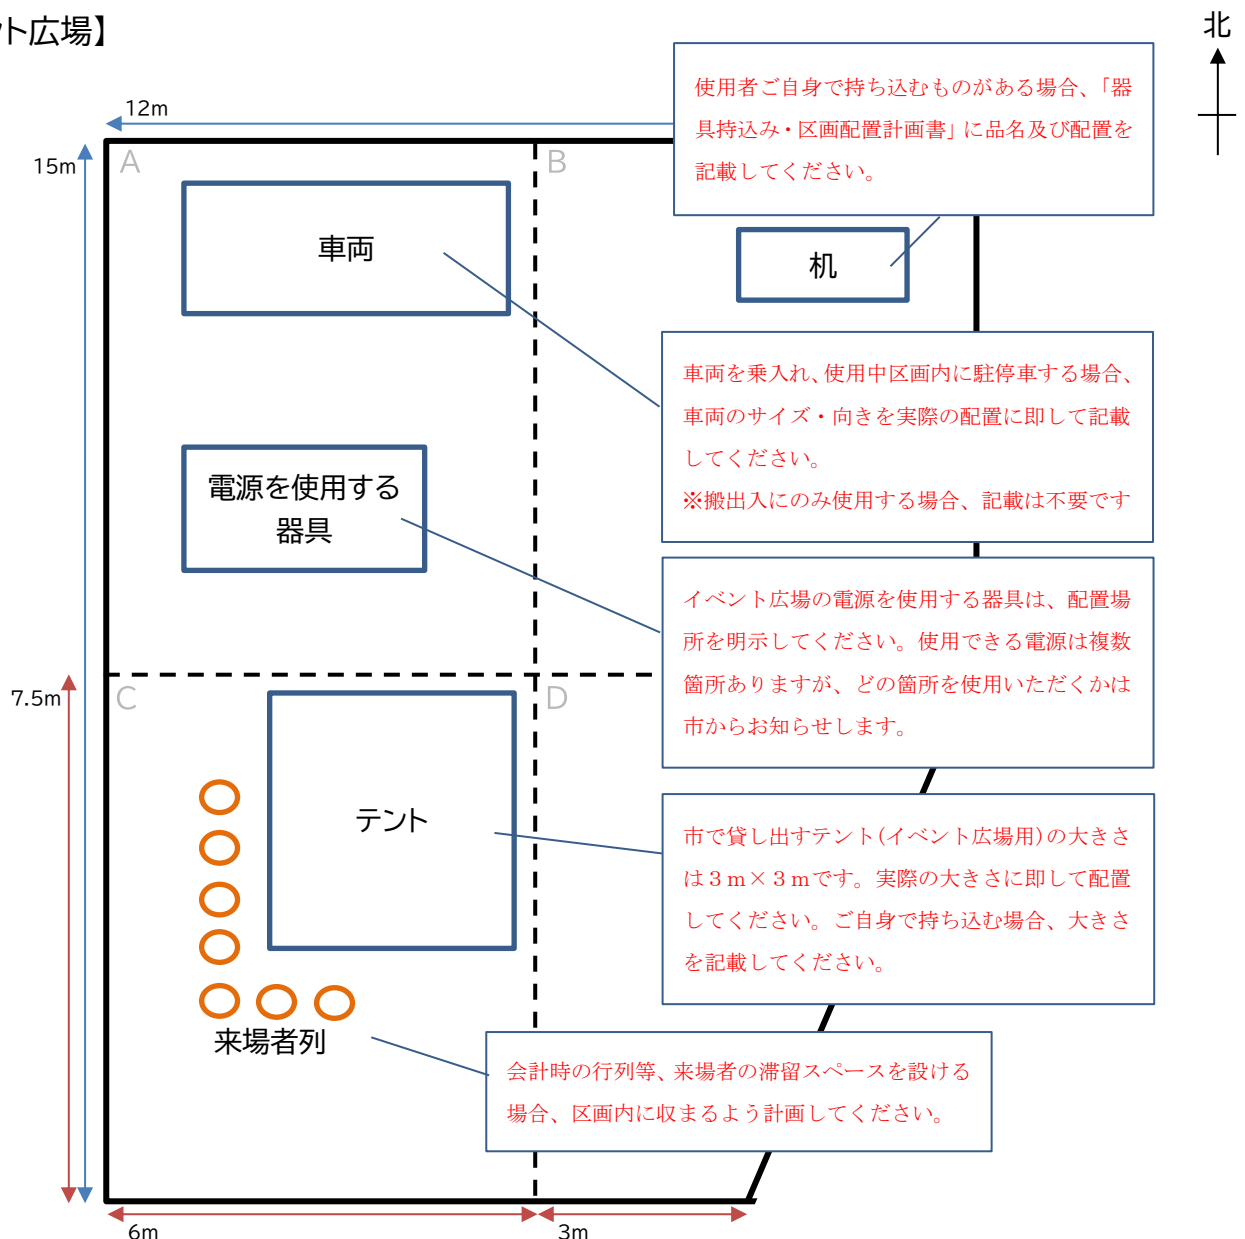 ト広場】
北
12m
15m
A
B
使用者ご自身で持ち込むものがある場合、「器
具持込み・区画配置計画書」に品名及び配置を
記載してください。
車両
机
車両を乗入れ、使用中区画内に駐停車する場合、
車両のサイズ・向きを実際の配置に即して記載
してください。
※搬出入にのみ使用する場合、記載は不要です
電源を使用する
器具
イベント広場の電源を使用する器具は、配置場
所を明示してください。使用できる電源は複数
箇所ありますが、どの箇所を使用いただくかは
市からお知らせします。
7.5m
C
D
テント
市で貸し出すテント(イベント広場用)の大きさ
は３ｍ×３ｍです。実際の大きさに即して配置
してください。ご自身で持ち込む場合、大きさ
を記載してください。
来場者列
会計時の行列等、来場者の滞留スペースを設ける
場合、区画内に収まるよう計画してください。
6m
3m